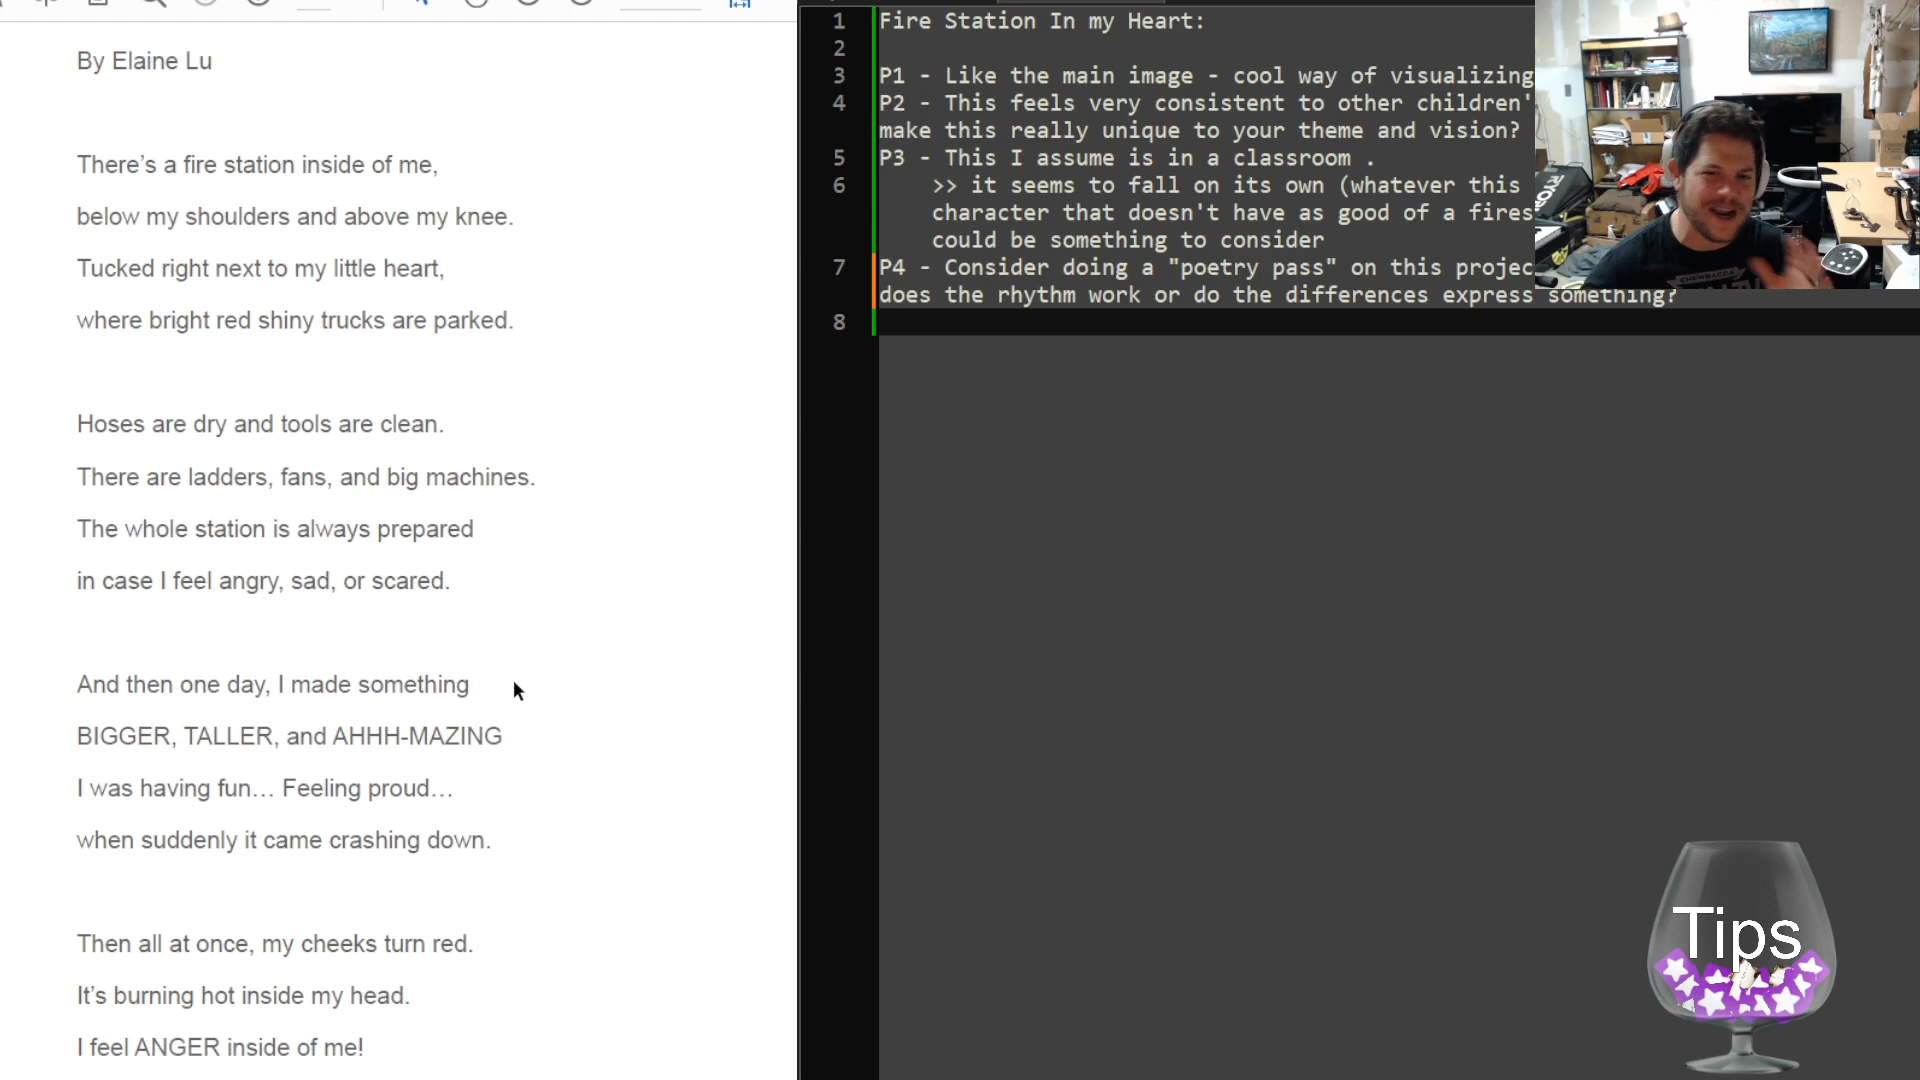 By Elaine Lu
There's a fire station inside of me,
below my shoulders and above my knee.
Tucked right next to my little heart,
where bright red shiny trucks are parked.
Hoses are dry and tools are clean.
There are ladders, fans, and big machines.
The whole station is always prepared
in case I feel angry, sad, or scared.
And then one day, I made something
BIGGER, TALLER, and AHHH-MAZING
I was having fun… Feeling proud…
when suddenly it came crashing down.
Then all at once, my cheeks turn red.
It's burning hot inside my head.
I feel ANGER inside of me!
1 Fire Station In my Heart:
2
3 P1 - Like the main image - cool way of visualizing
4 P2 - This feels very consistent to other children'
make this really unique to your theme and vision?
5 P3 - This I assume is in a classroom .
6 >> it seems to fall on its own (whatever this
character that doesn't have as good of a fires
could be something to consider
7 P4 - Consider doing a "poetry pass" on this projec
does the rhythm work or do the differences express something?
8
RYOBI
CHEWBACCA
Tips